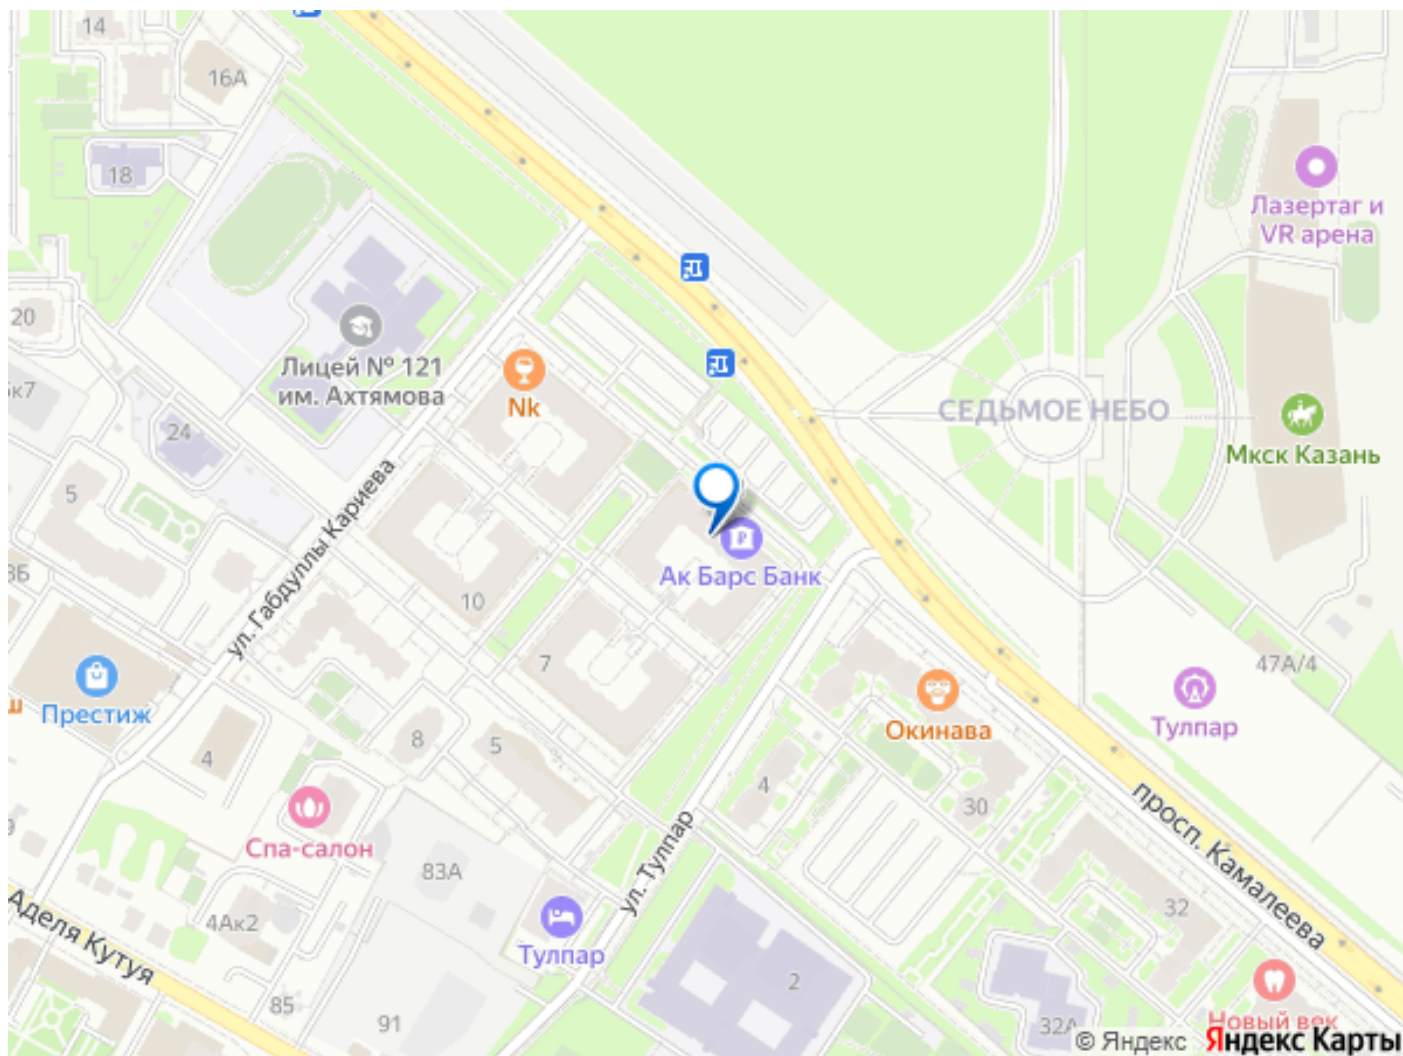 14
16А
18
Лазертаг и
VR арена
20
Лицей № 121
им. Ахтямова
к7
Nk
СЕДЬМОЕ НЕБО
24
Мкск Казань
5
ул. Габдуллы Кариева
Ак Барс Банк
10
7
47А/4
Престиж
Тулпар
Окинава
8
5
4
4
30
просп. Камалеева
Спа-салон
83А
ул. Тулпар
32
4Ак2
Аделя Кутуя
Тулпар
2
85
91
32А
Новый век
© Яндекс Яндекс Карты